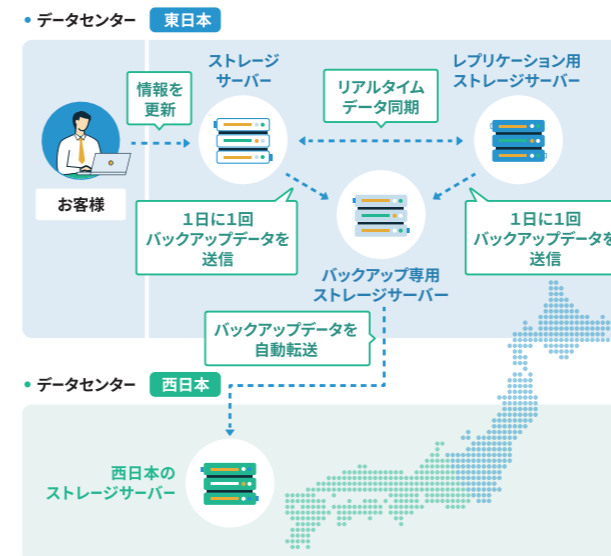 データセンター 東日本
ストレージ
サーバー
レプリケーション用
ストレージサーバー
情報を
更新
リアルタイム
データ同期
お客様
1日に1回
バックアップデータを
送信
1日に1回
バックアップデータを
送信
バックアップ専用
ストレージサーバー
バックアップデータを
自動転送
データセンター 西日本
西日本の
ストレージサーバー